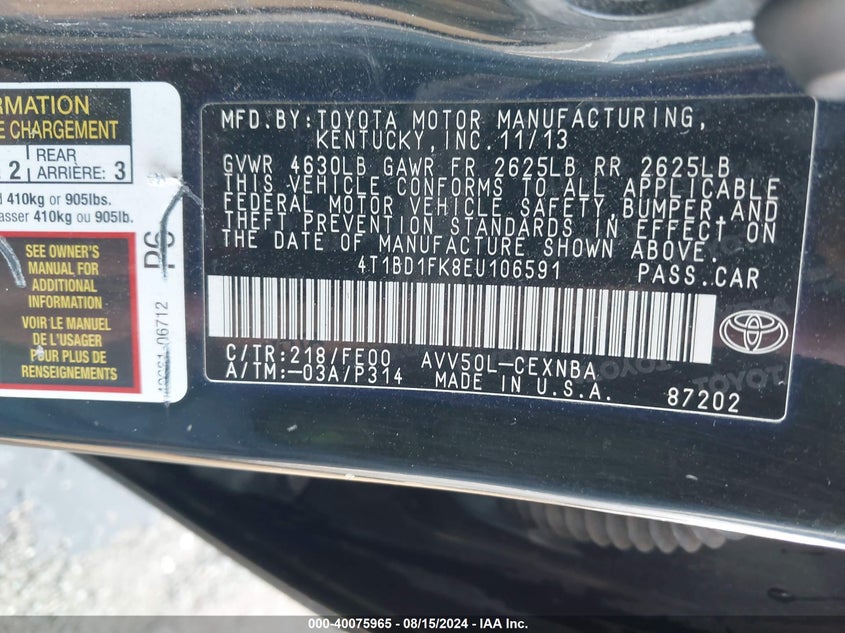 RMATION
E CHARGEMENT
2 REAR ARRIÈRE: 3
410kg or 905lbs.
asser 410kg ou 905lb.
SEE OWNER'S
MANUAL FOR
ADDITIONAL
INFORMATION
VOIR LE MANUEL
DE L'USAGER
POUR PLUS DE
RENSEIGNEMENTS
06712
MFD.BY:TOYOTA MOTOR MANUFACTURING,
KENTUCKY,INC.11/13
GVWR 4630LB GAWR FR 2625LB RR 2625LB
THIS VEHICLE CONFORMS TO ALL APPLICABLE
FEDERAL MOTOR VEHICLE SAFETY,BUMPER,AND
THEFT PREVENTION STANDARDS IN EFFECT ON
THE DATE OF MANUFACTURE SHOWN ABOVE.
4T1BD1FK8EU106591 PASS.CAR
C/TR:218/FE00 AVV50L-CEXNBA
A/TM:-03A/P314 MADE IN U.S.A.
87202
TOYOTA
000-40075965 - 08/15/2024 - IAA Inc.